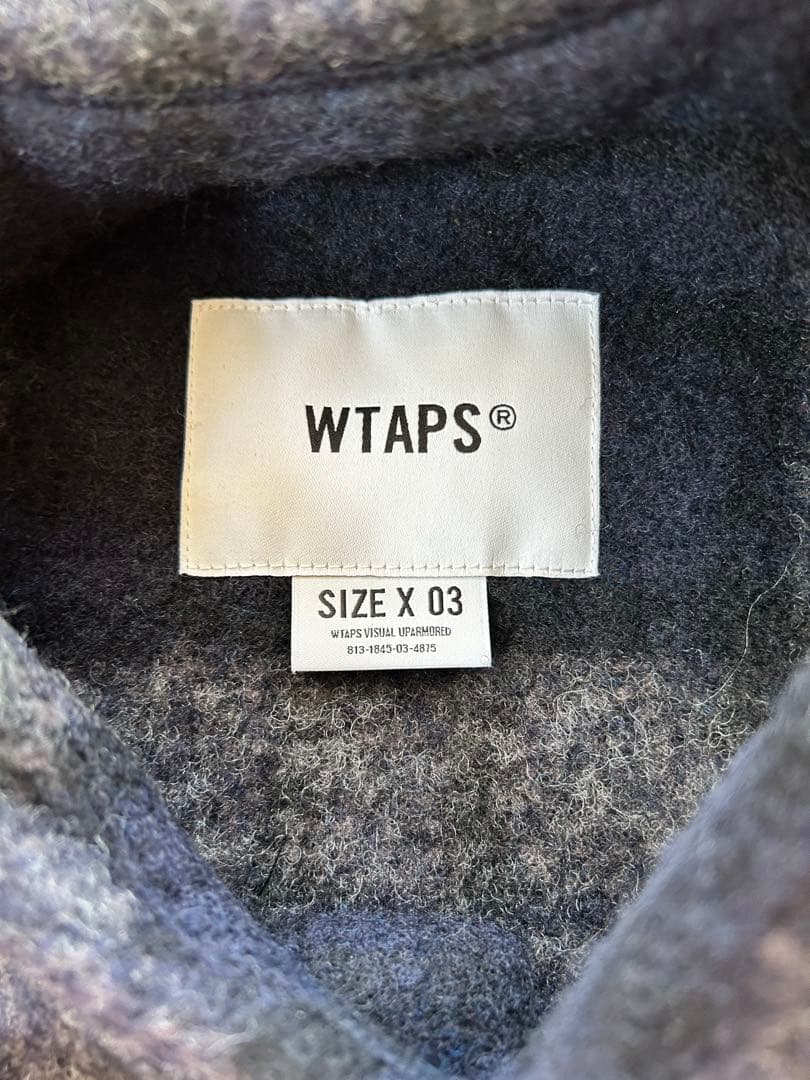 WTAPS®
SIZE X 03
WTAPS VISUAL UPARMORED
813-1845-03-4875